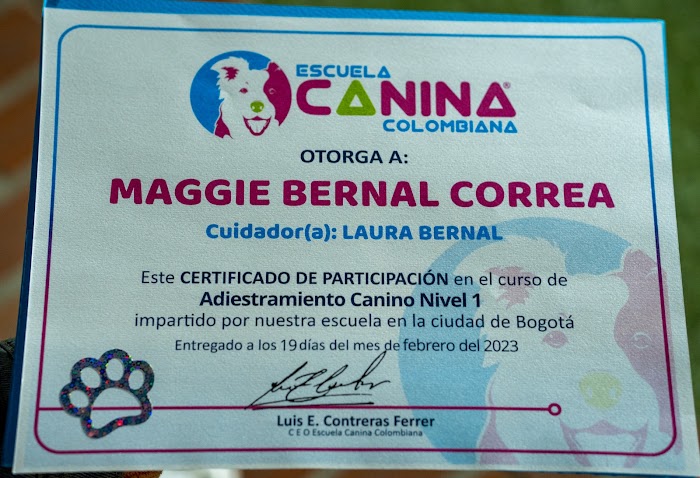 ESCUELA
CANINA®
COLOMBIANA
OTORGA A:
MAGGIE BERNAL CORREA
Cuidador(a): LAURA BERNAL
Este CERTIFICADO DE PARTICIPACIÓN en el curso de
Adiestramiento Canino Nivel 1
impartido por nuestra escuela en la ciudad de Bogotá
Entregado a los 19 días del mes de febrero del 2023
Luis E. Contreras Ferrer
CEO Escuela Canina Colombiana